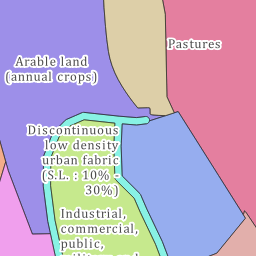 Pastures
Arable land
(annual crops)
Discontinuous
low density
urban fabric
(S.L. : 10% -
30%)
Industrial,
commercial,
public,